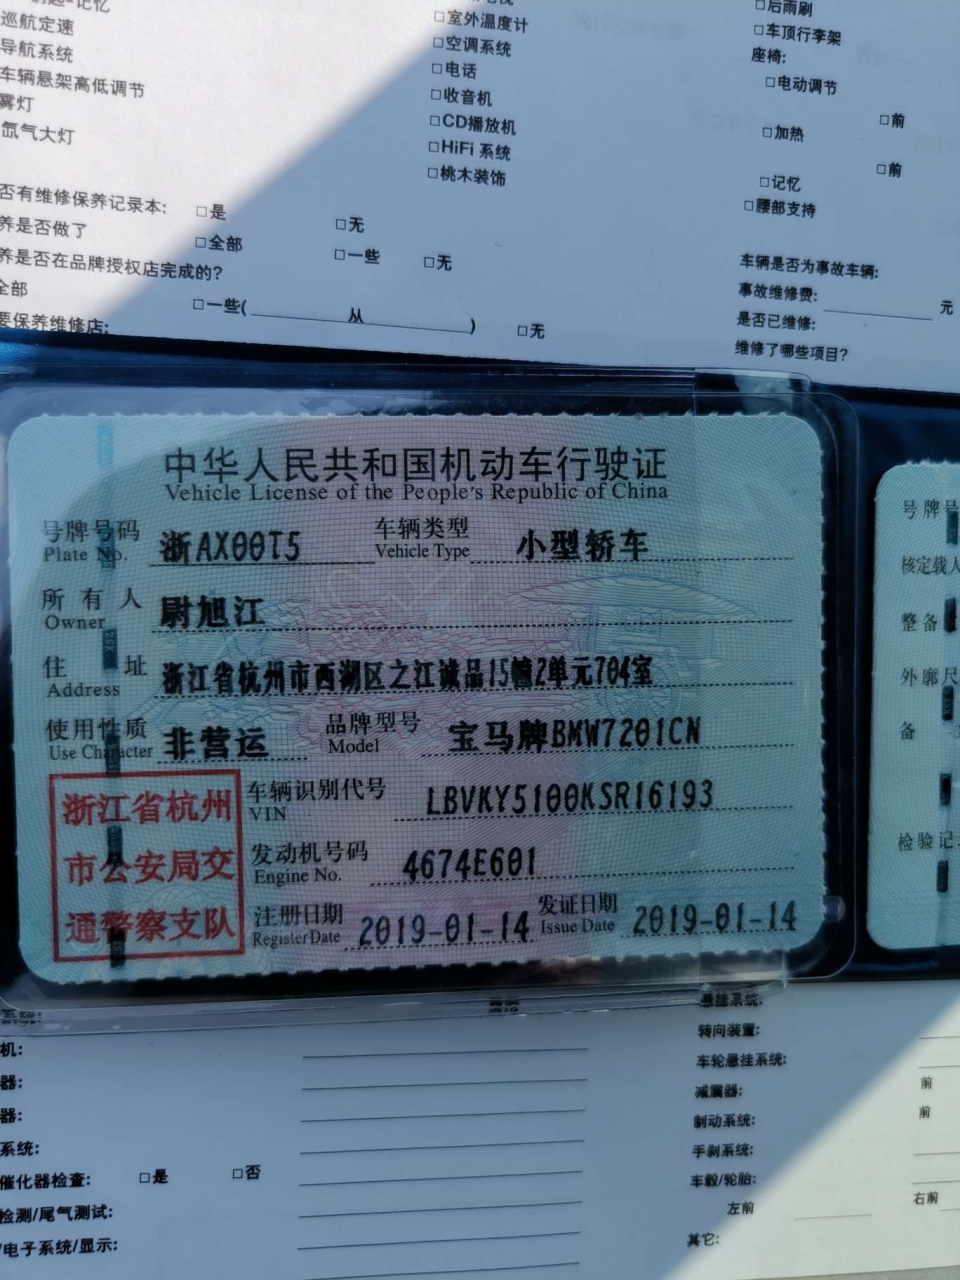 记忆
巡航定速
导航系统
车辆悬架高低调节
雾灯
氙气大灯
□室外温度计
□空调系统
□电话
□收音机
□CD播放机
□HiFi 系统
□桃木装饰
□后雨刷
□车顶行李架
座椅:
□电动调节
□前
□加热
□前
□记忆
□腰部支持
否有维修保养记录本: □是 □无
养是否做了 □全部 □一些 □无
养是否在品牌授权店完成的?
全部 □一些( 从 ) □无
要保养维修店:
车辆是否为事故车辆:
事故维修费: 元
是否已维修:
维修了哪些项目?
中华人民共和国机动车行驶证
Vehicle License of the People's Republic of China
号牌号码 浙AX00T5 车辆类型 小型轿车
Plate No. Vehicle Type
所有人 尉旭江
Owner
住址 浙江省杭州市西湖区之江诚品15幢2单元704室
Address
使用性质 非营运 品牌型号 宝马牌BMW7201CN
Use Character Model
浙江省杭州
市公安局交
通警察支队
车辆识别代号 LBVKY5100KSR16193
VIN
发动机号码 4674E601
Engine No.
注册日期 2019-01-14 发证日期 2019-01-14
Register Date Issue Date
号牌号
核定载人
整备
外廓尺
备
检验记
系统:
机:
器:
器:
系统:
催化器检查: □是 □否
检测/尾气测试:
/电子系统/显示:
悬挂系统:
转向装置:
车轮悬挂系统:
减震器: 前
制动系统: 前
手刹系统:
车毂/轮胎:
左前 右前
其它: